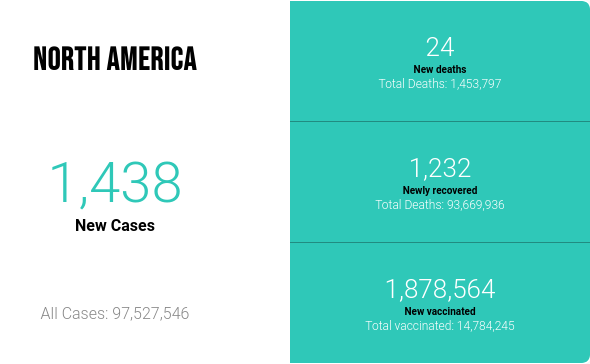 NORTH AMERICA
1,438
New Cases
All Cases: 97,527,546
24
New deaths
Total Deaths: 1,453,797
1,232
Newly recovered
Total Deaths: 93,669,936
1,878,564
New vaccinated
Total vaccinated: 14,784,245